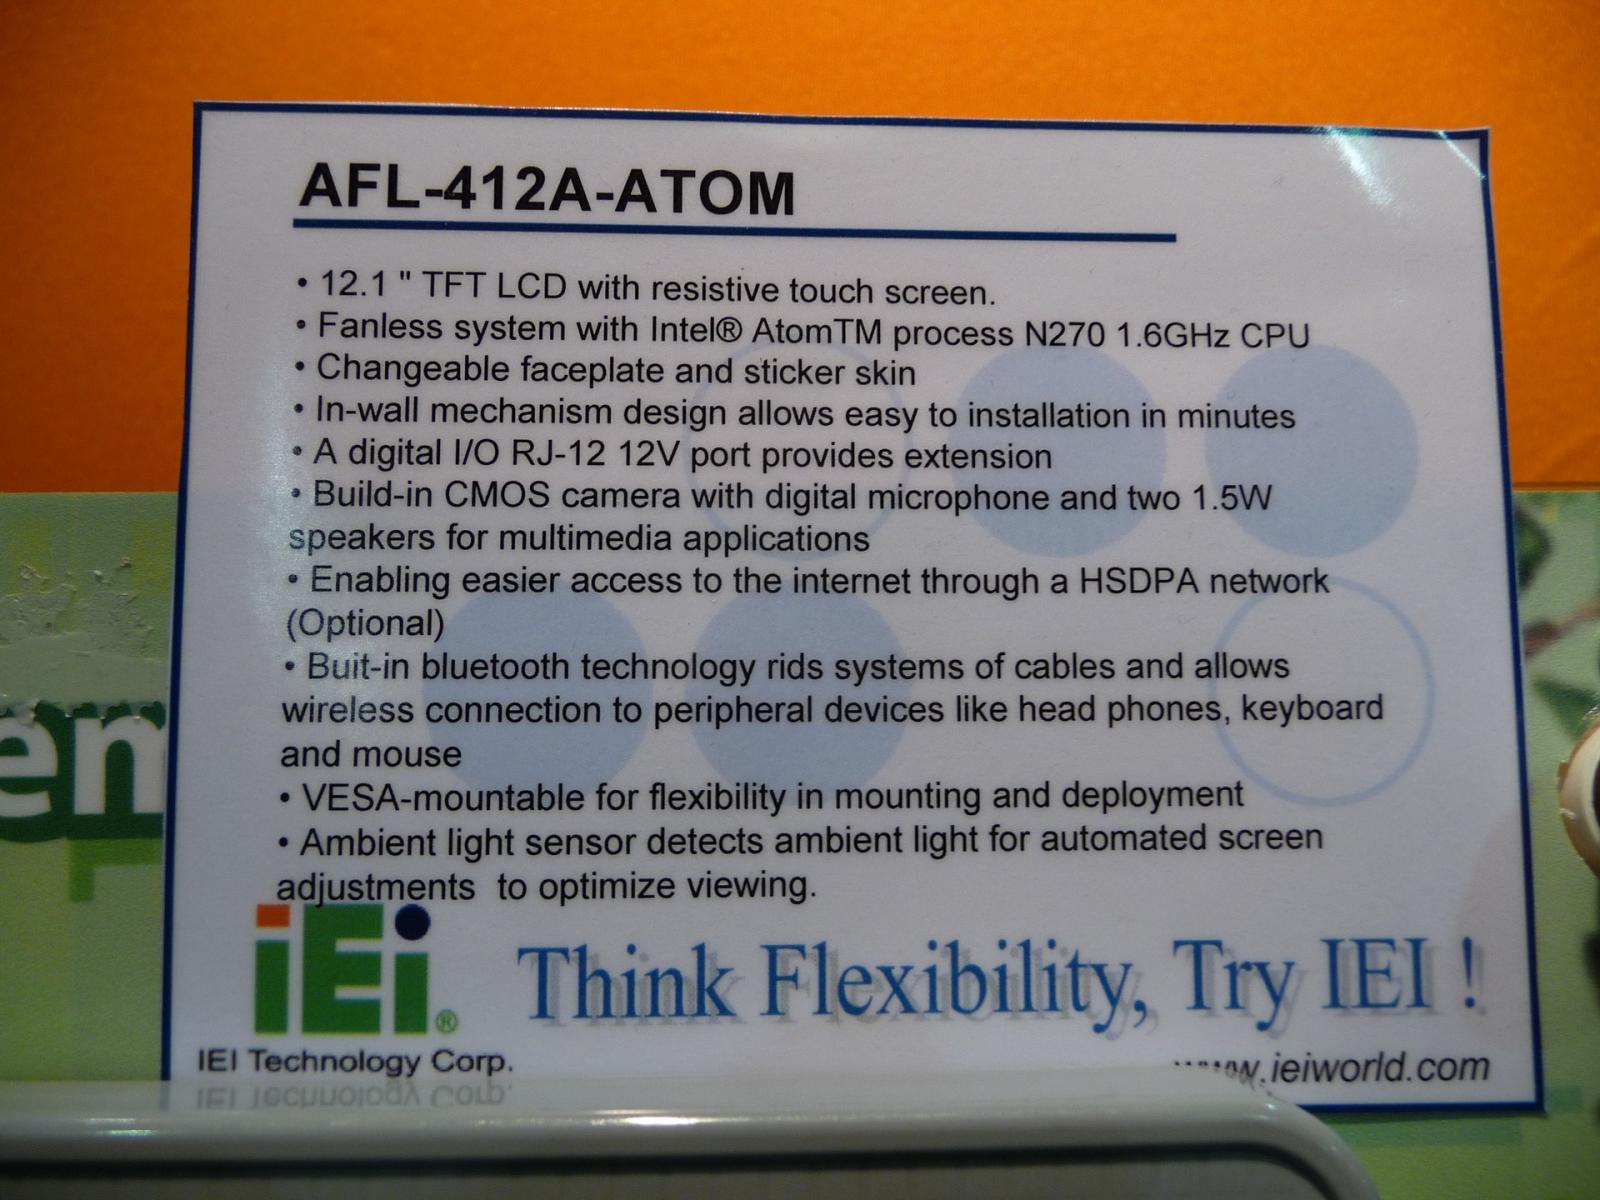 AFL-412A-ATOM
• 12.1 " TFT LCD with resistive touch screen.
• Fanless system with Intel® AtomTM process N270 1.6GHz CPU
• Changeable faceplate and sticker skin
• In-wall mechanism design allows easy to installation in minutes
• A digital I/O RJ-12 12V port provides extension
• Build-in CMOS camera with digital microphone and two 1.5W
speakers for multimedia applications
• Enabling easier access to the internet through a HSDPA network
(Optional)
• Buit-in bluetooth technology rids systems of cables and allows
wireless connection to peripheral devices like head phones, keyboard
and mouse
• VESA-mountable for flexibility in mounting and deployment
• Ambient light sensor detects ambient light for automated screen
adjustments to optimize viewing.
iEi®
Think Flexibility, Try IEI !
IEI Technology Corp.
www.ieiworld.com
em